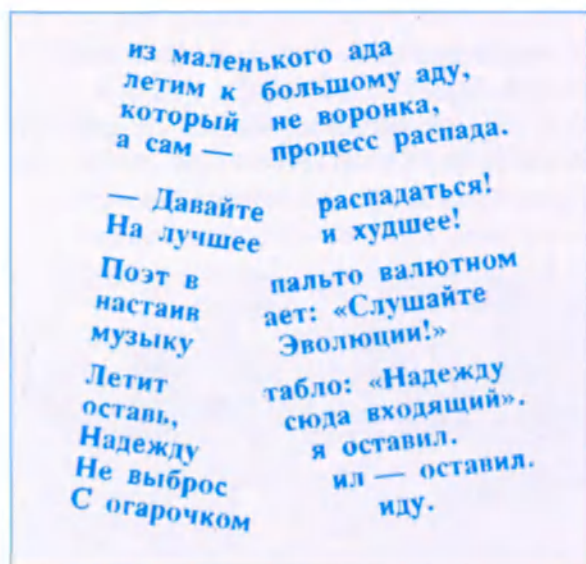 из маленького ада
летим к большому аду,
который не воронка,
а сам — процесс распада.
— Давайте распадаться!
На лучшее и худшее!
Поэт в пальто валютном
настаив ает: «Слушайте
музыку Эволюции!»
Летит табло: «Надежду
оставь, сюда входящий».
Надежду я оставил.
Не выброс ил — оставил.
С огарочком иду.